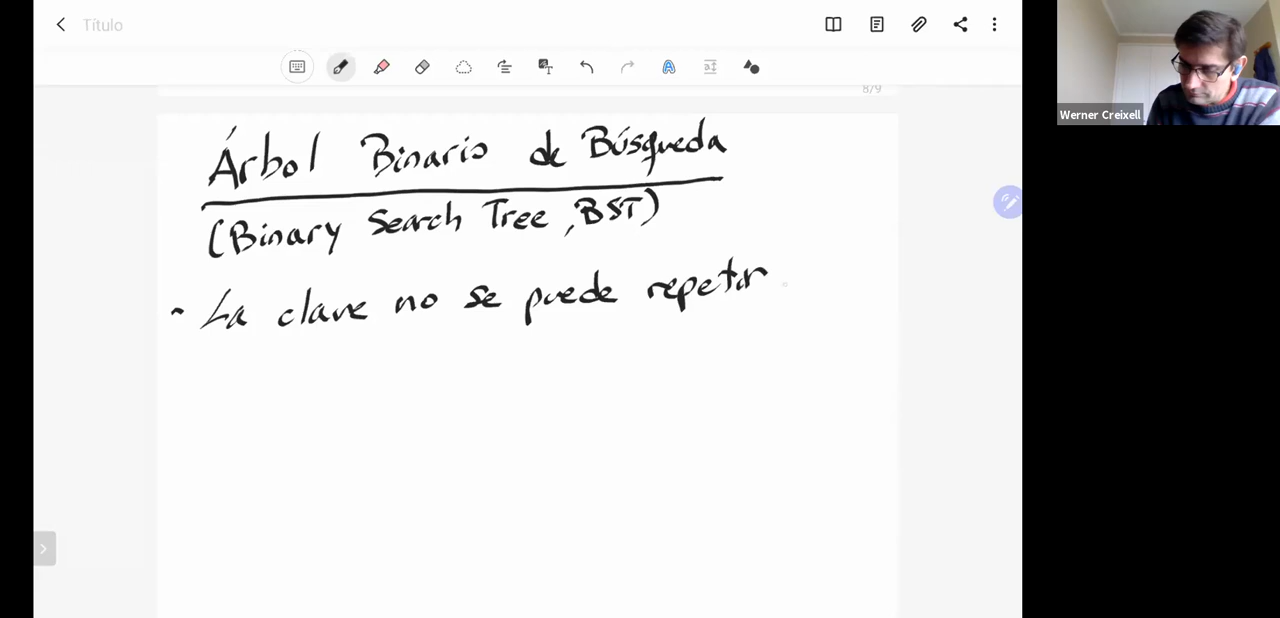 Título
8/9
Árbol Binario de Búsqueda
(Binary Search Tree, BST)
- La clave no se puede repetir
Werner Creixell